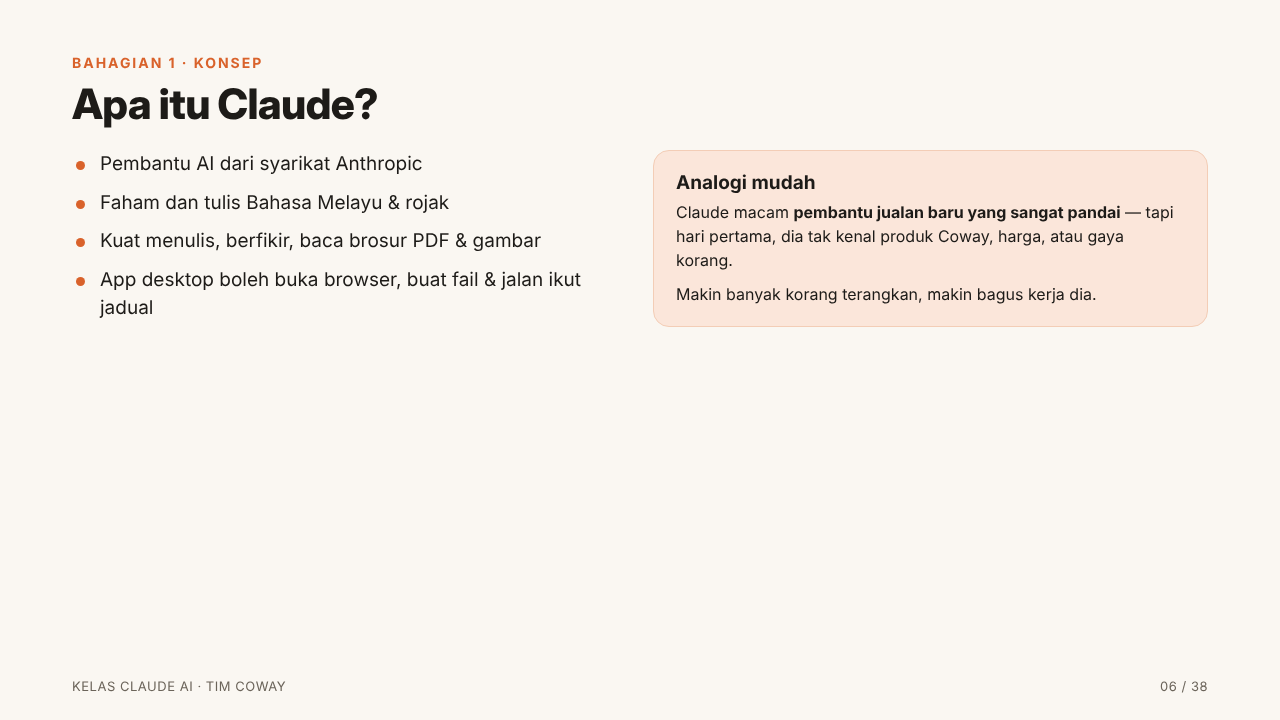 BAHAGIAN 1 · KONSEP
Apa itu Claude?
Pembantu AI dari syarikat Anthropic
Faham dan tulis Bahasa Melayu & rojak
Kuat menulis, berfikir, baca brosur PDF & gambar
App desktop boleh buka browser, buat fail & jalan ikut
jadual
Analogi mudah
Claude macam pembantu jualan baru yang sangat pandai — tapi
hari pertama, dia tak kenal produk Coway, harga, atau gaya
korang.
Makin banyak korang terangkan, makin bagus kerja dia.
KELAS CLAUDE AI · TIM COWAY
06 / 38